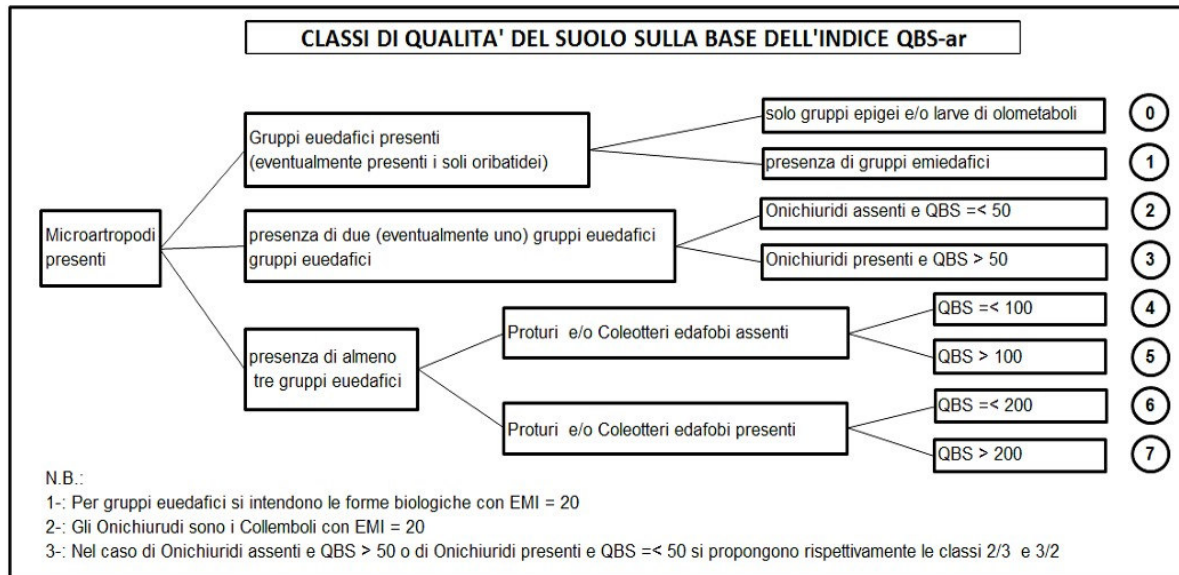 CLASSI DI QUALITA' DEL SUOLO SULLA BASE DELL'INDICE QBS-ar
Microartropodi
presenti
Gruppi euedafici presenti
(eventualmente presenti i soli oribatidei)
solo gruppi epigei e/o larve di olometaboli
0
presenza di gruppi emiedafici
1
presenza di due (eventualmente uno) gruppi euedafici
gruppi euedafici
Onichiuridi assenti e QBS =< 50
2
Onichiuridi presenti e QBS > 50
3
presenza di almeno
tre gruppi euedafici
Proturi e/o Coleotteri edafobi assenti
QBS =< 100
4
QBS > 100
5
Proturi e/o Coleotteri edafobi presenti
QBS =< 200
6
QBS > 200
7
N.B.:
1-: Per gruppi euedafici si intendono le forme biologiche con EMI = 20
2-: Gli Onichiurudi sono i Collemboli con EMI = 20
3-: Nel caso di Onichiuridi assenti e QBS > 50 o di Onichiuridi presenti e QBS =< 50 si propongono rispettivamente le classi 2/3 e 3/2